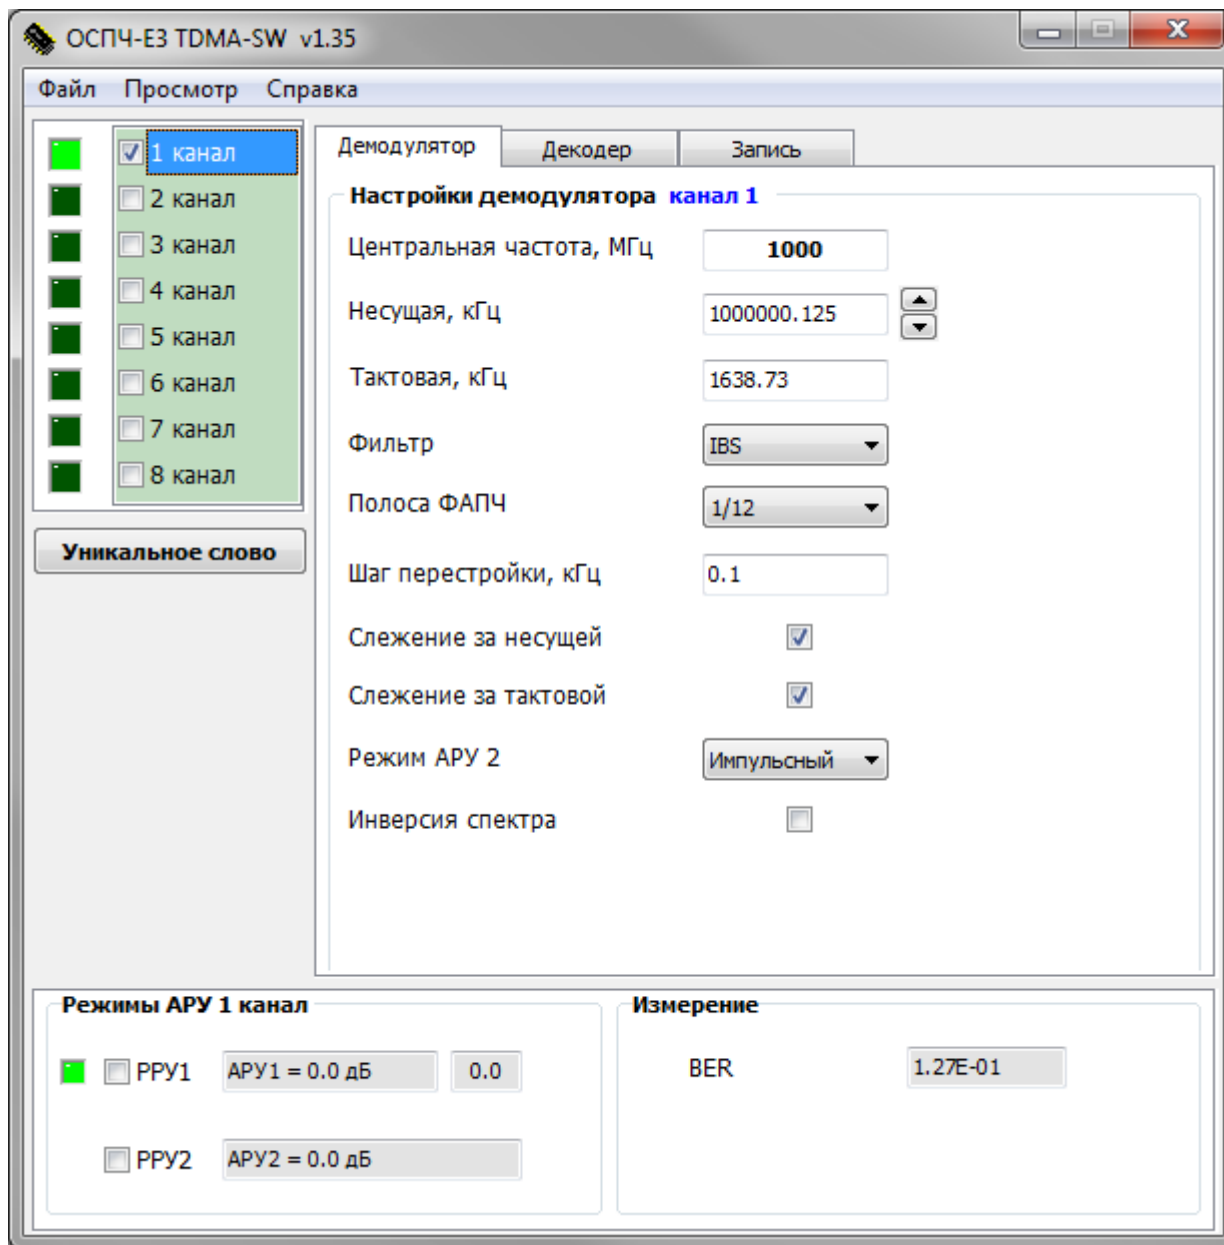 ОСПЧ-Е3 TDMA-SW v1.35
Файл Просмотр Справка
1 канал
2 канал
3 канал
4 канал
5 канал
6 канал
7 канал
8 канал
Уникальное слово
Демодулятор Декодер Запись
Настройки демодулятора канал 1
Центральная частота, МГц 1000
Несущая, кГц 1000000.125
Тактовая, кГц 1638.73
Фильтр IBS
Полоса ФАПЧ 1/12
Шаг перестройки, кГц 0.1
Слежение за несущей
Слежение за тактовой
Режим АРУ 2 Импульсный
Инверсия спектра
Режимы АРУ 1 канал
РРУ1 АРУ1 = 0.0 дБ 0.0
РРУ2 АРУ2 = 0.0 дБ
Измерение
BER 1.27E-01